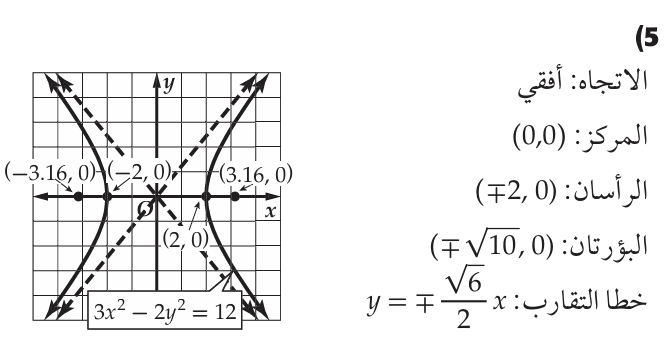 (5
الاتجاه: أفقي
المركز: (0,0)
الرأسان: (∓2, 0)
البؤرتان: (∓√10, 0)
خطا التقارب: y = ∓ √6/2 x
y
(−3.16, 0) (−2, 0) (3.16, 0)
O x
(2, 0)
3x² − 2y² = 12